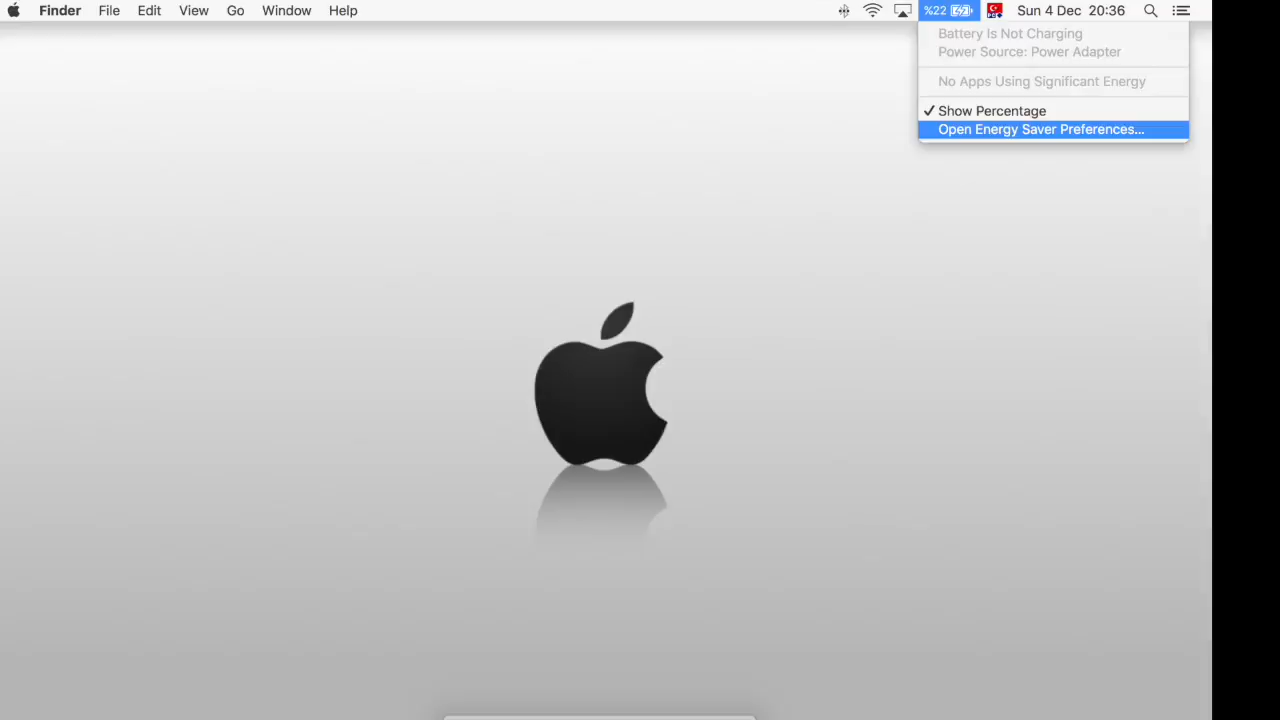 Finder File Edit View Go Window Help %22 Sun 4 Dec 20:36
Battery Is Not Charging
Power Source: Power Adapter
No Apps Using Significant Energy
✓ Show Percentage
Open Energy Saver Preferences...